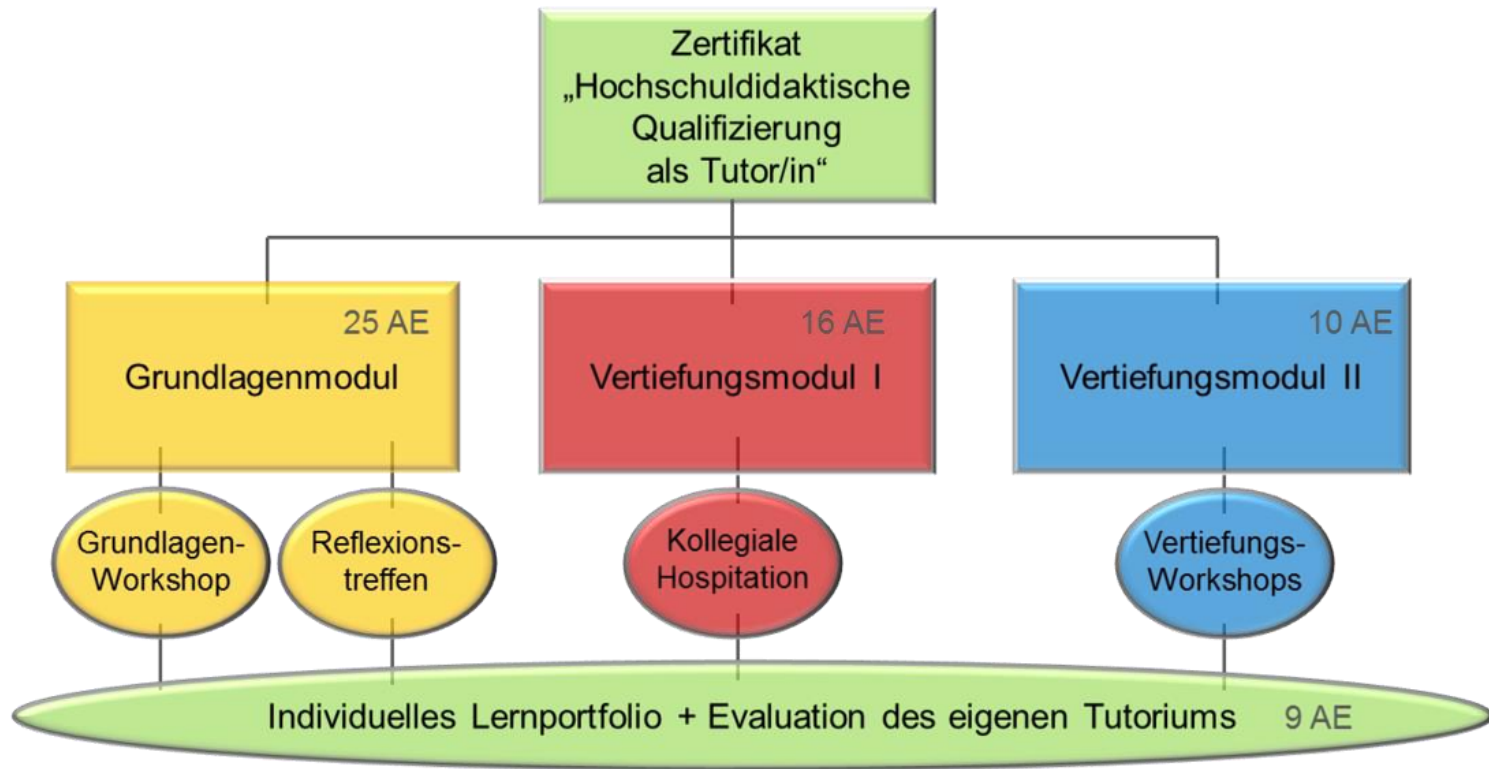 Zertifikat
„Hochschuldidaktische
Qualifizierung
als Tutor/in“
25 AE
Grundlagenmodul
16 AE
Vertiefungsmodul I
10 AE
Vertiefungsmodul II
Grundlagen-
Workshop
Reflexions-
treffen
Kollegiale
Hospitation
Vertiefungs-
Workshops
Individuelles Lernportfolio + Evaluation des eigenen Tutoriums 9 AE